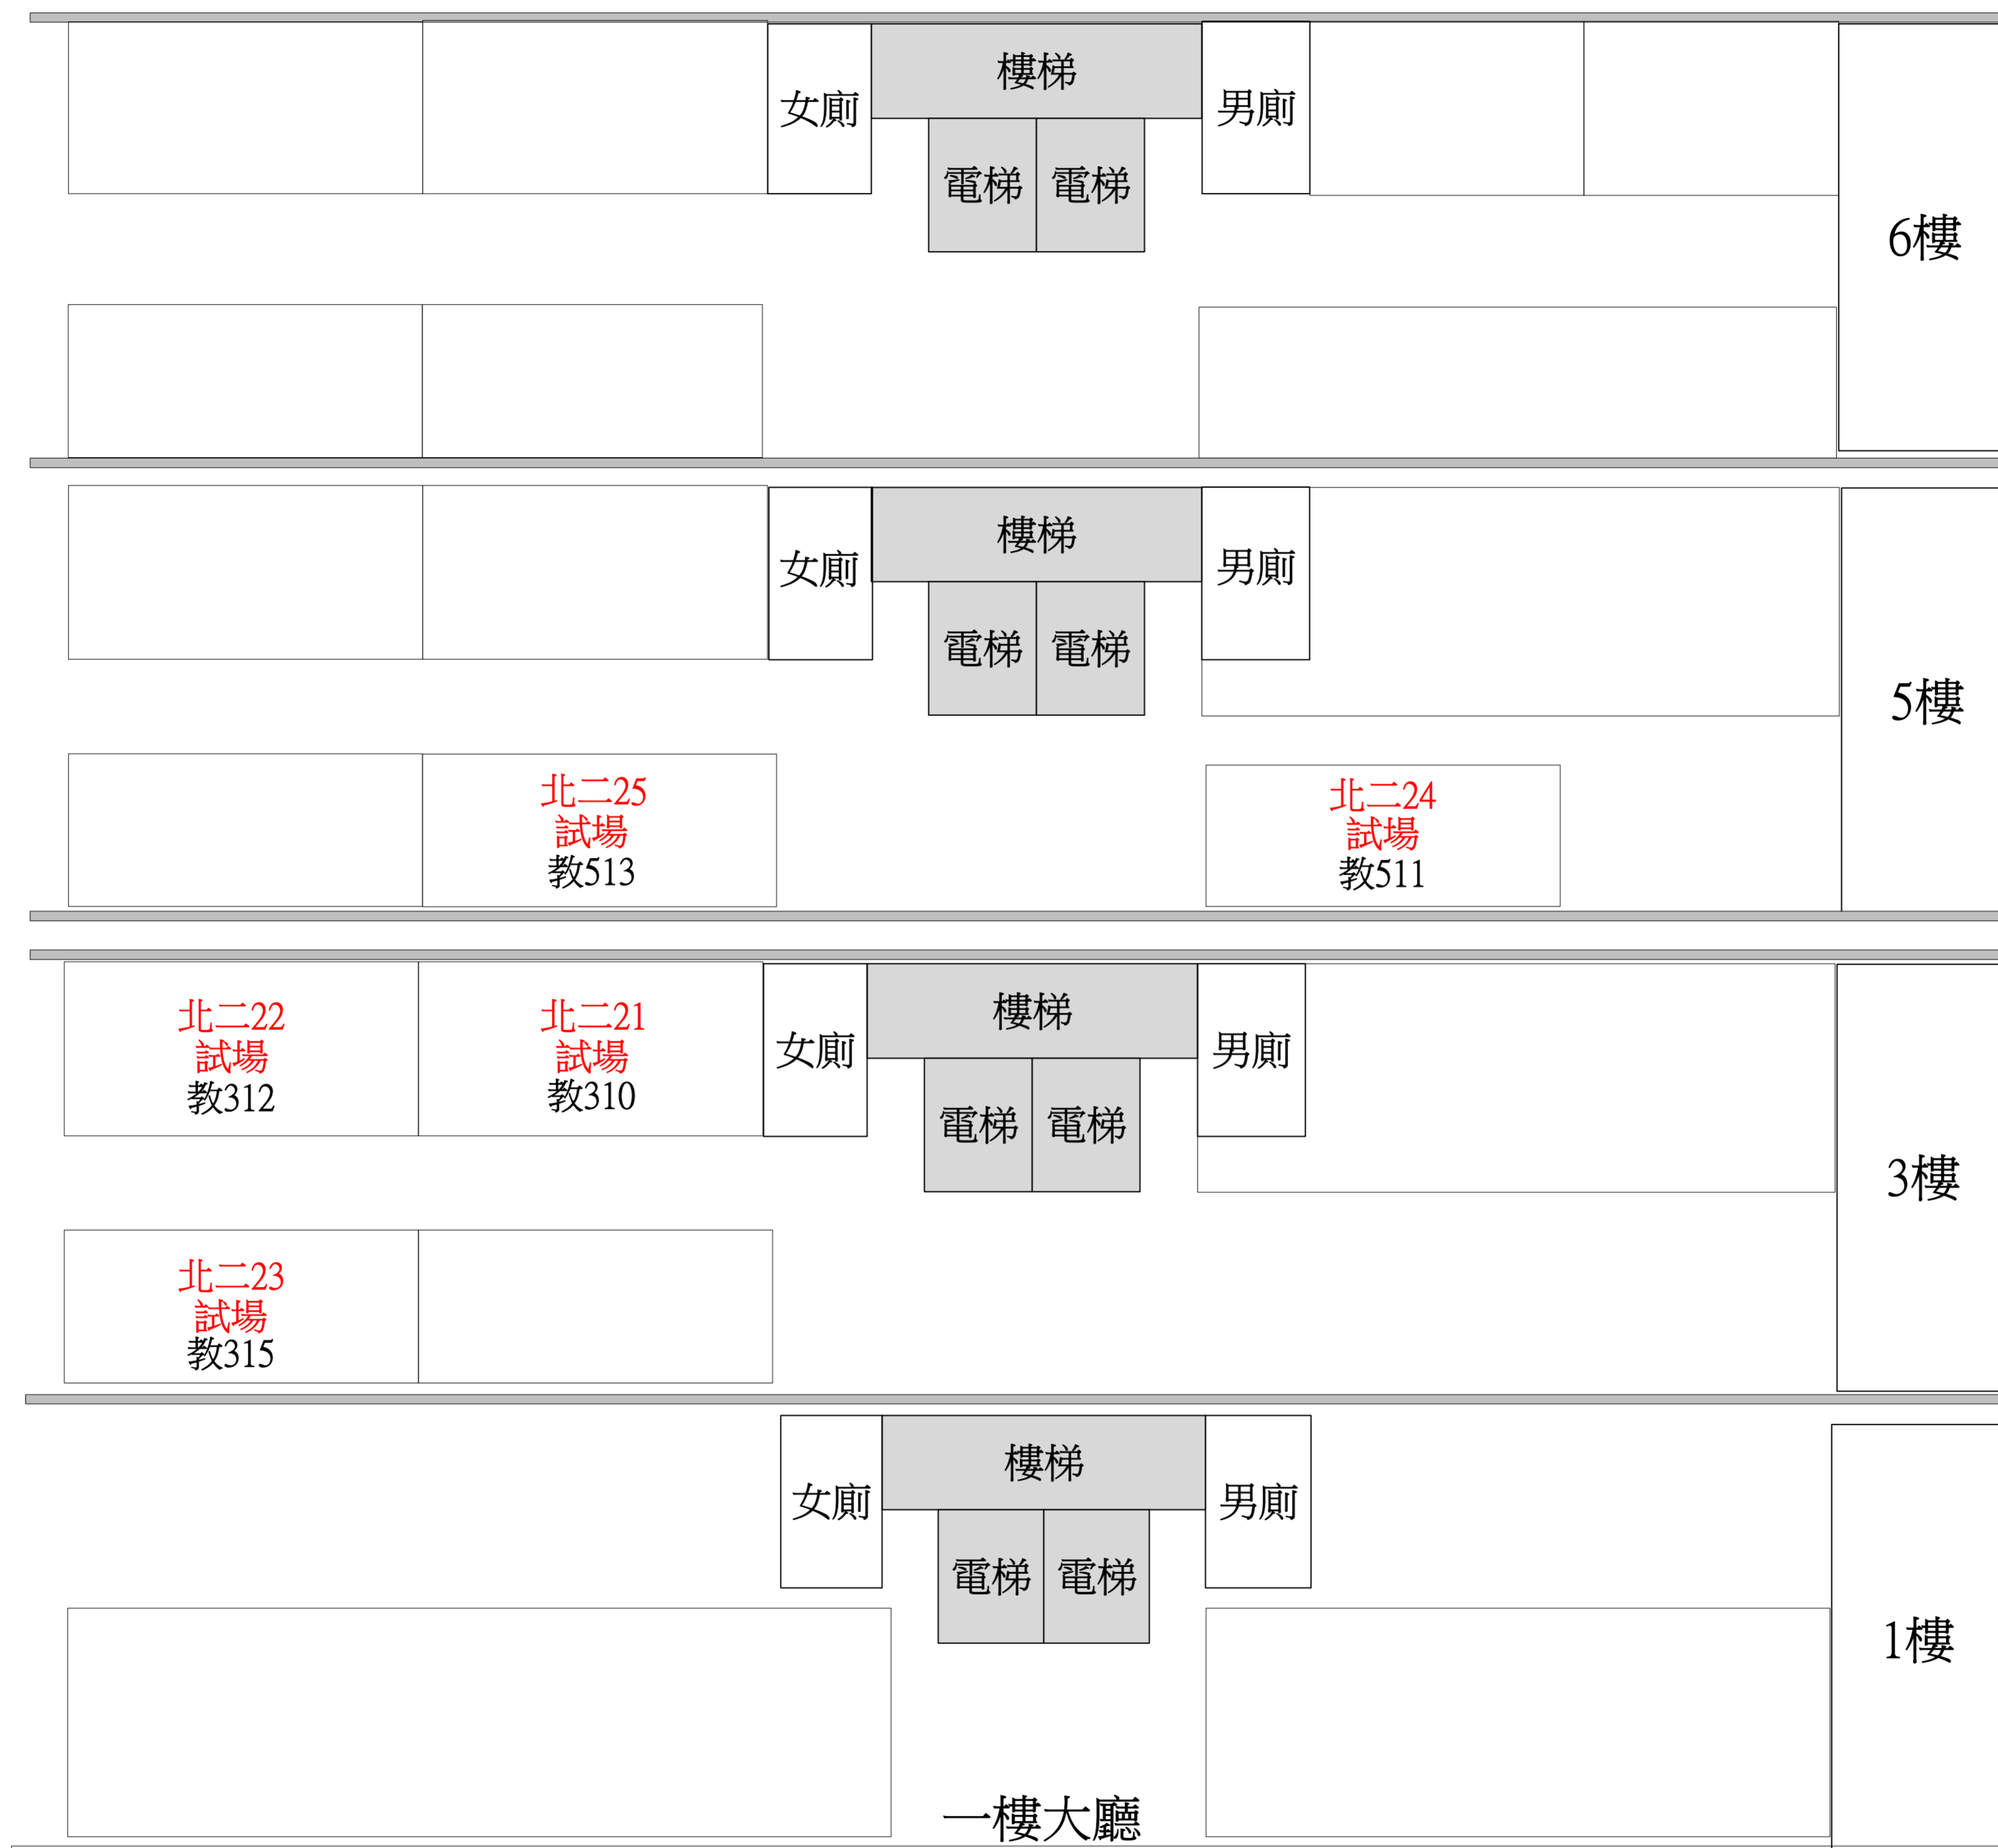 樓梯
女廁
男廁
電梯
電梯
6樓
樓梯
女廁
男廁
電梯
電梯
5樓
北二25
試場
教513
北二24
試場
教511
北二22
試場
教312
北二21
試場
教310
樓梯
女廁
男廁
電梯
電梯
3樓
北二23
試場
教315
樓梯
女廁
男廁
電梯
電梯
1樓
一樓大廳